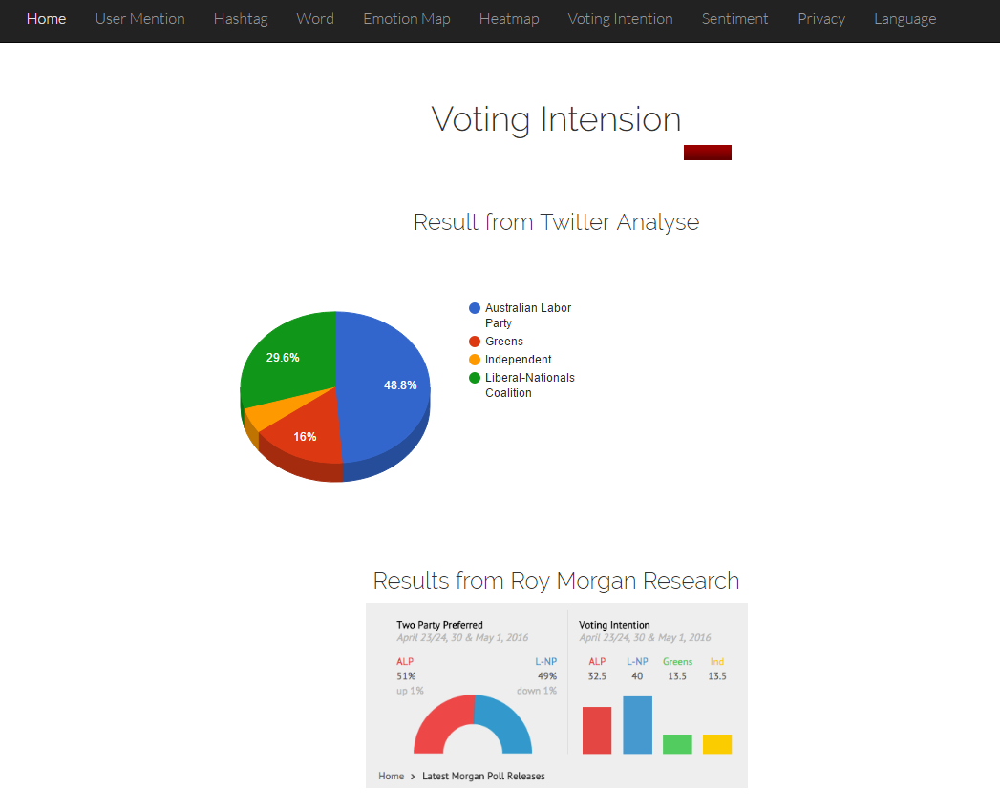 Home User Mention Hashtag Word Emotion Map Heatmap Voting Intention Sentiment Privacy Language
Voting Intension
Result from Twitter Analyse
29.6%
48.8%
16%
Australian Labor
Party
Greens
Independent
Liberal-Nationals
Coalition
Results from Roy Morgan Research
Two Party Preferred
April 23/24, 30 & May 1, 2016
ALP L-NP
51% 49%
up 1% down 1%
Voting Intention
April 23/24, 30 & May 1, 2016
ALP L-NP Greens Ind
32.5 40 13.5 13.5
Home > Latest Morgan Poll Releases